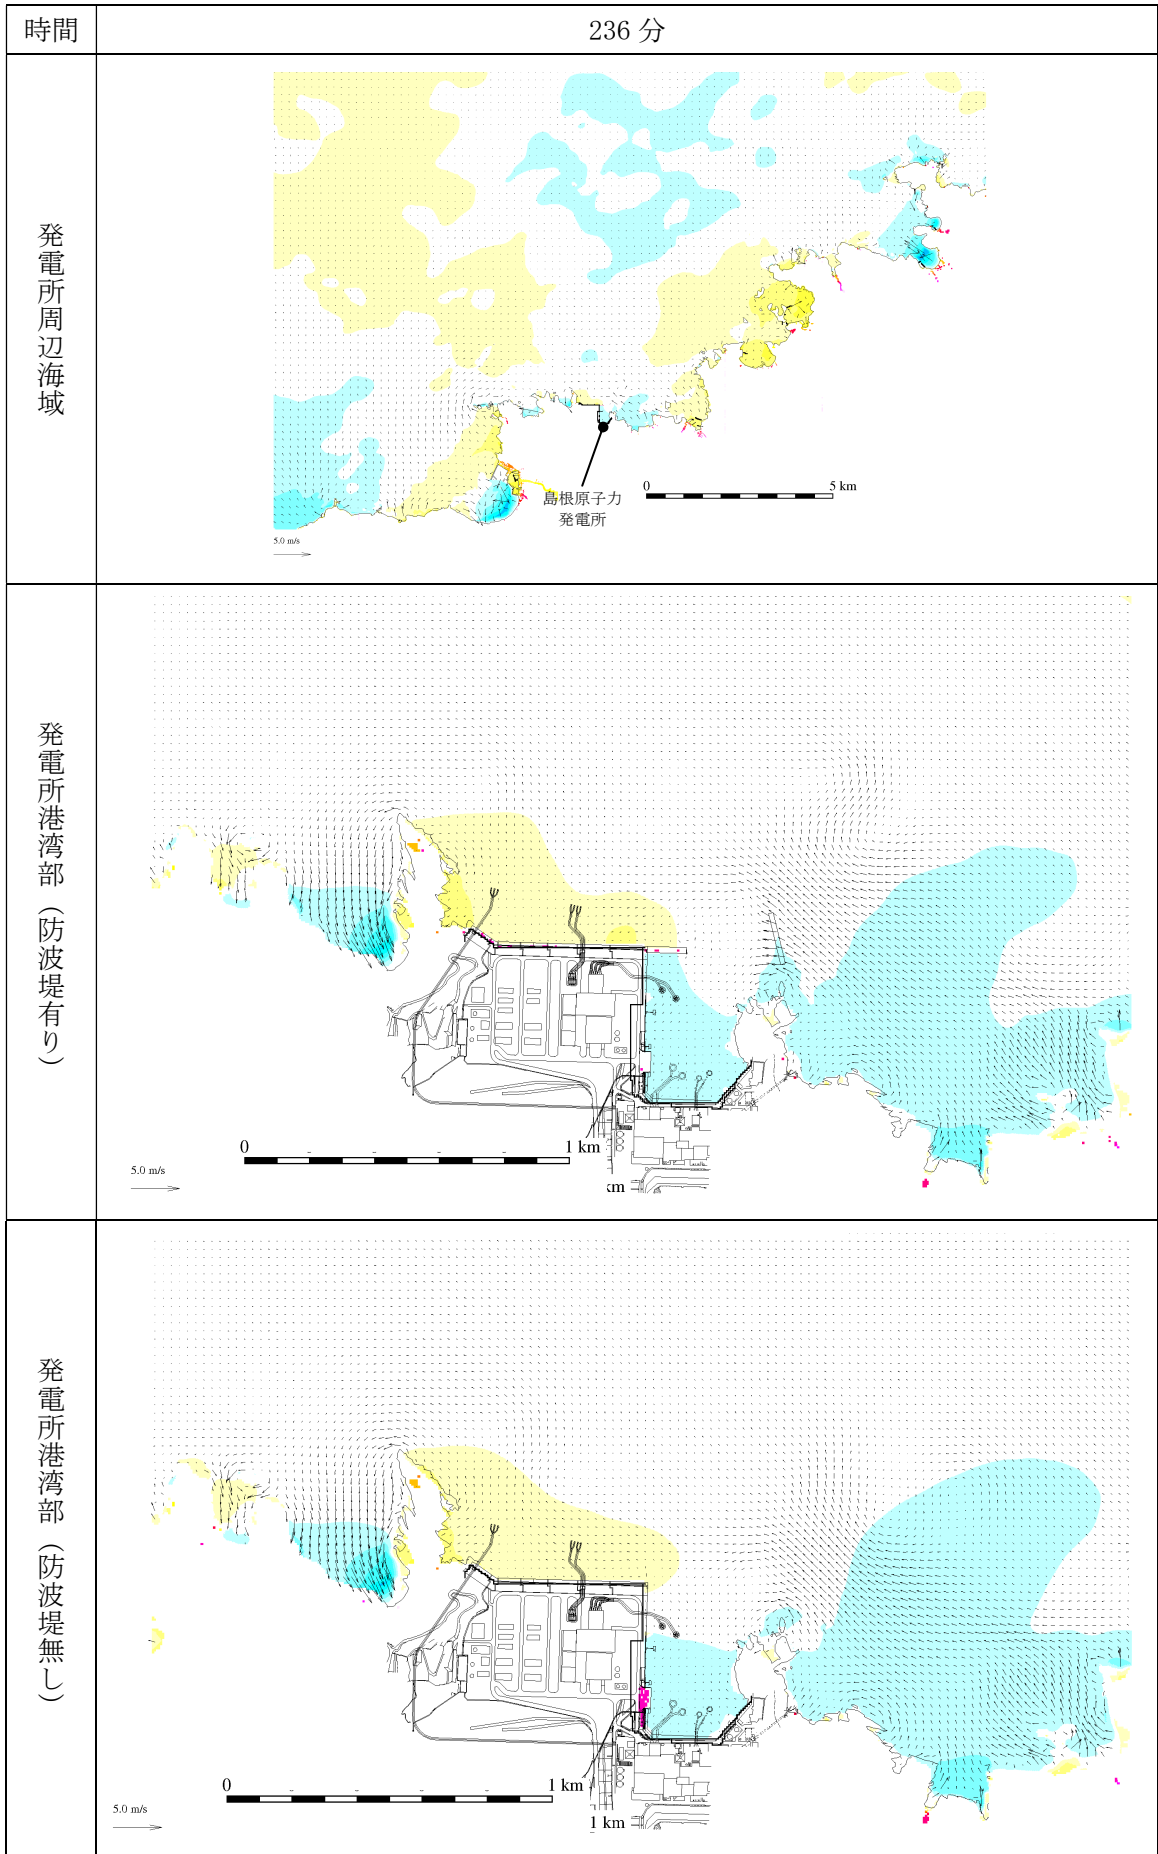 時間
236 分
発電所周辺海域
島根原子力
発電所
0
5 km
5.0 m/s
発電所港湾部（防波堤有り）
0
1 km
5.0 m/s
km
発電所港湾部（防波堤無し）
0
1 km
5.0 m/s
1 km